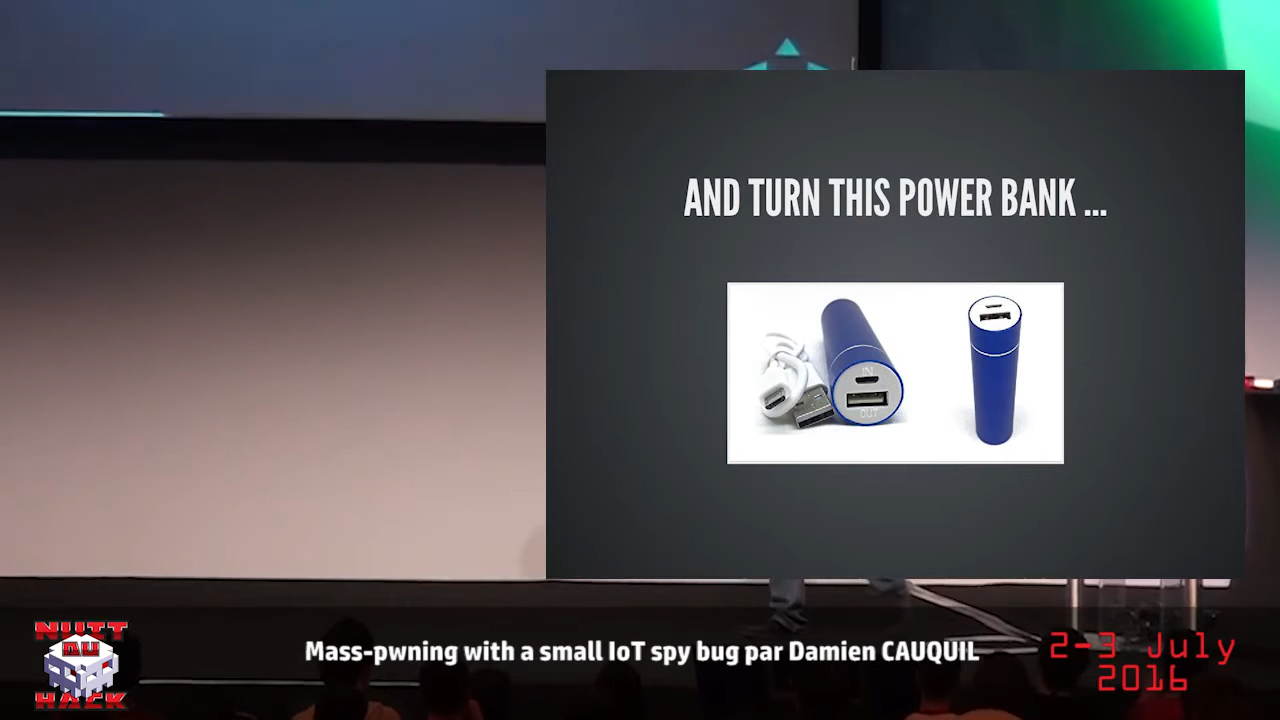 AND TURN THIS POWER BANK ...
IN
OUT
NUIT
DU
HACK
Mass-pwning with a small IoT spy bug par Damien CAUQUIL
2-3 July
2016